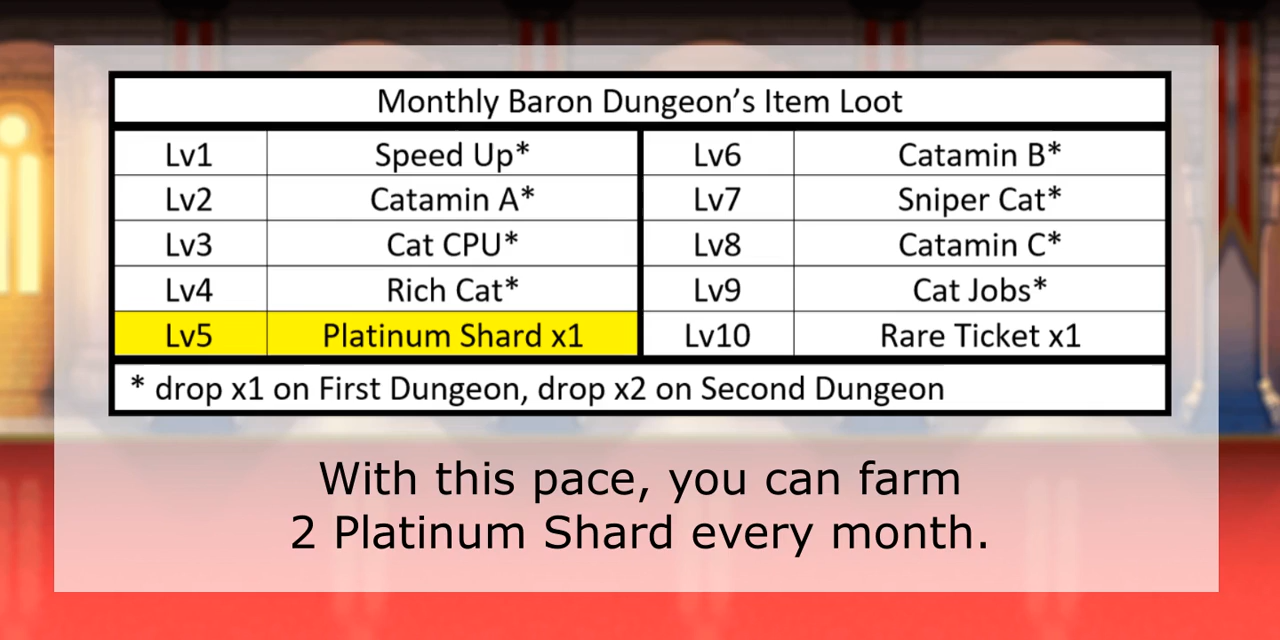 Monthly Baron Dungeon’s Item Loot
Lv1 Speed Up* Lv6 Catamin B*
Lv2 Catamin A* Lv7 Sniper Cat*
Lv3 Cat CPU* Lv8 Catamin C*
Lv4 Rich Cat* Lv9 Cat Jobs*
Lv5 Platinum Shard x1 Lv10 Rare Ticket x1
* drop x1 on First Dungeon, drop x2 on Second Dungeon
With this pace, you can farm
2 Platinum Shard every month.